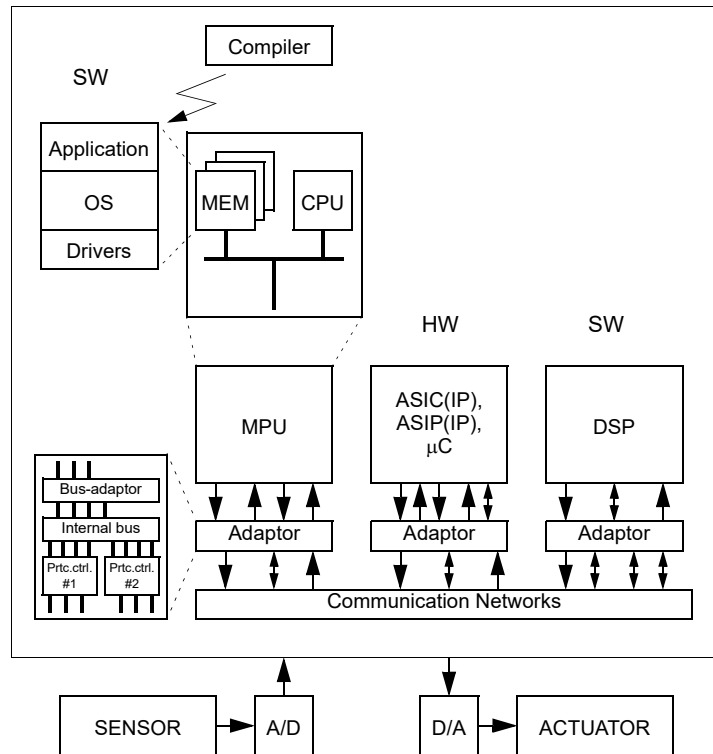 Compiler
SW
Application
OS
Drivers
MEM
CPU
HW
SW
MPU
ASIC(IP),
ASIP(IP),
μC
DSP
Bus-adaptor
Internal bus
Prtc.ctrl.
#1
Prtc.ctrl.
#2
Adaptor
Adaptor
Adaptor
Communication Networks
SENSOR
A/D
D/A
ACTUATOR